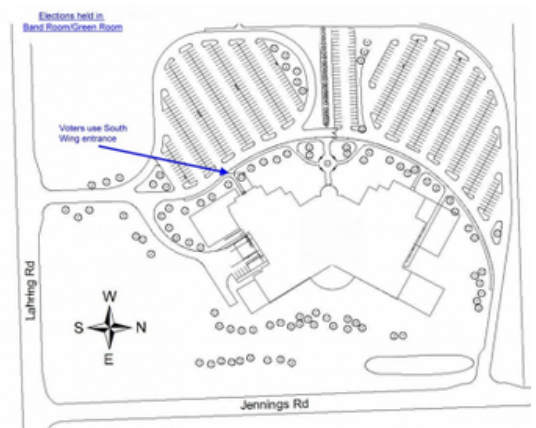 Elections held in
Band Room/Green Room
Voters use South
Wing entrance
Lahring Rd
W
S N
E
Jennings Rd